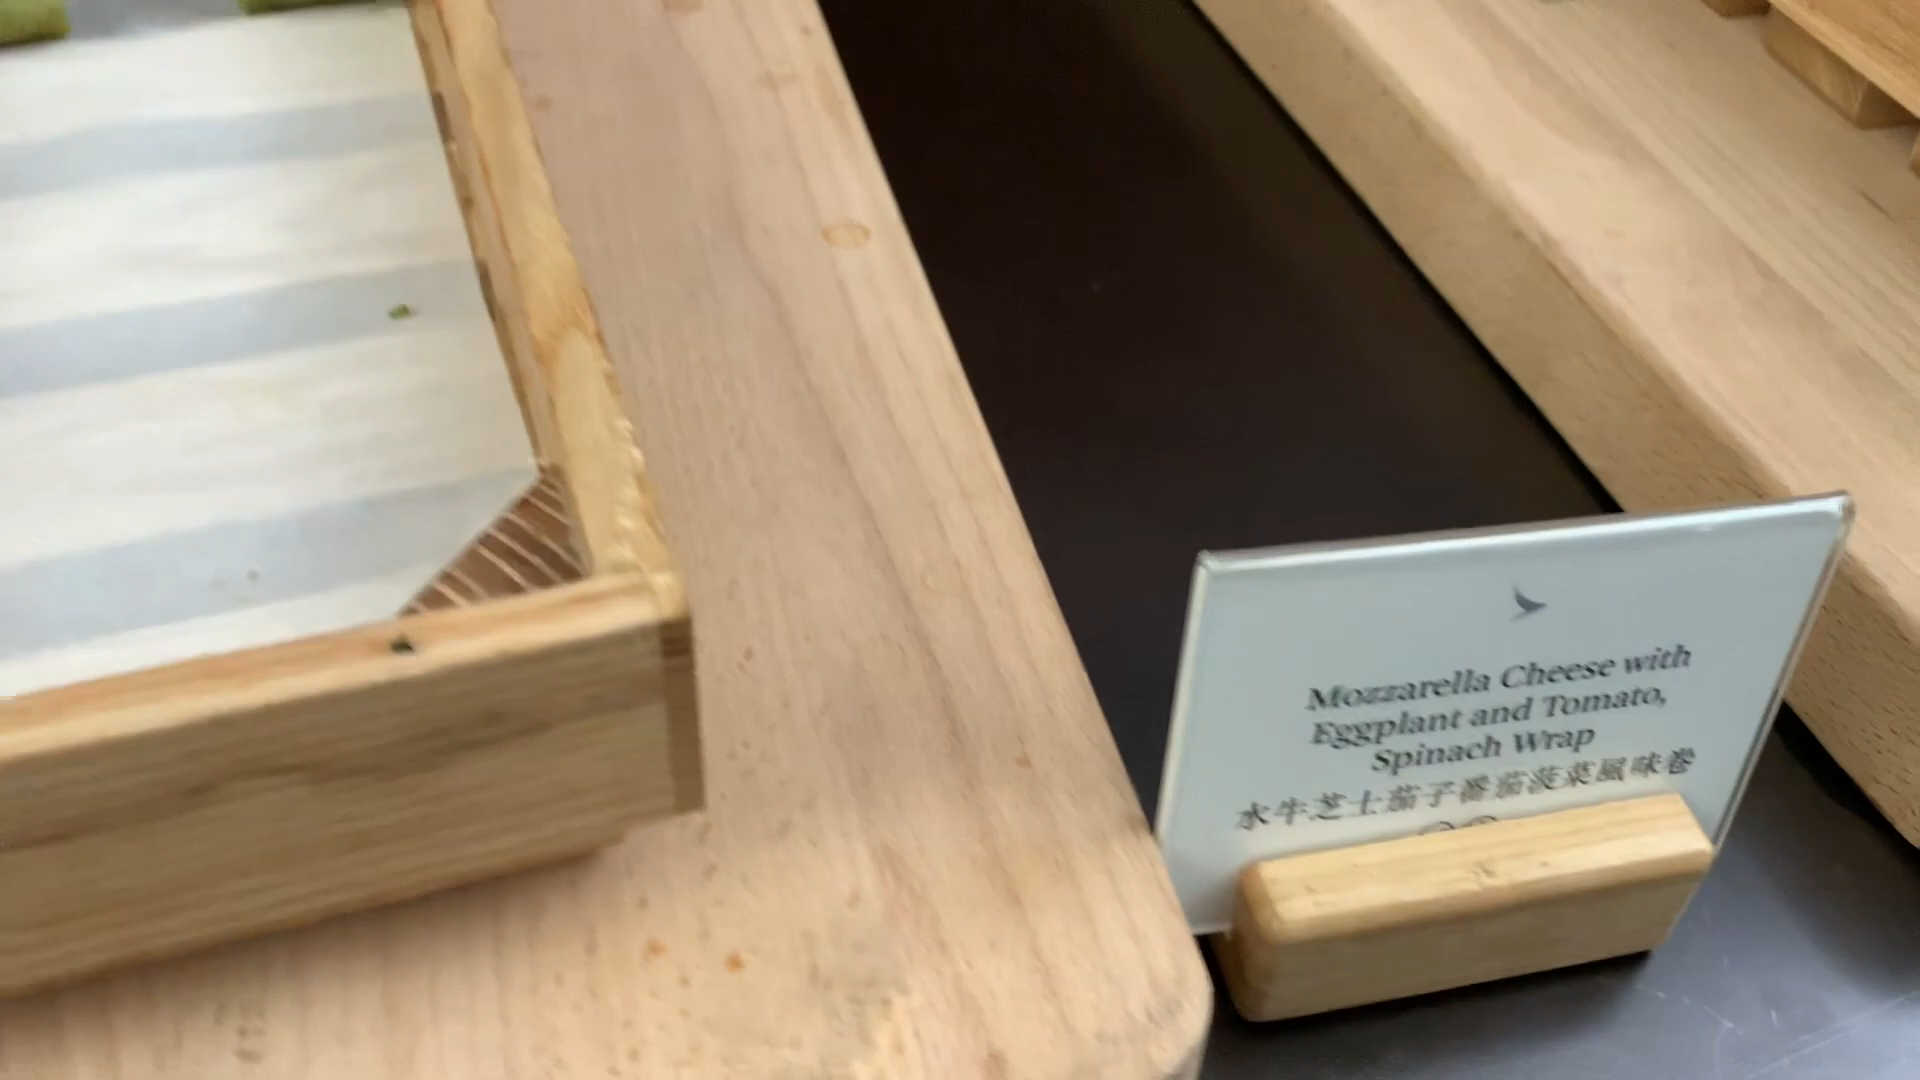 Mozzarella Cheese with
Eggplant and Tomato,
Spinach Wrap
水牛芝士茄子番茄菠菜風味卷